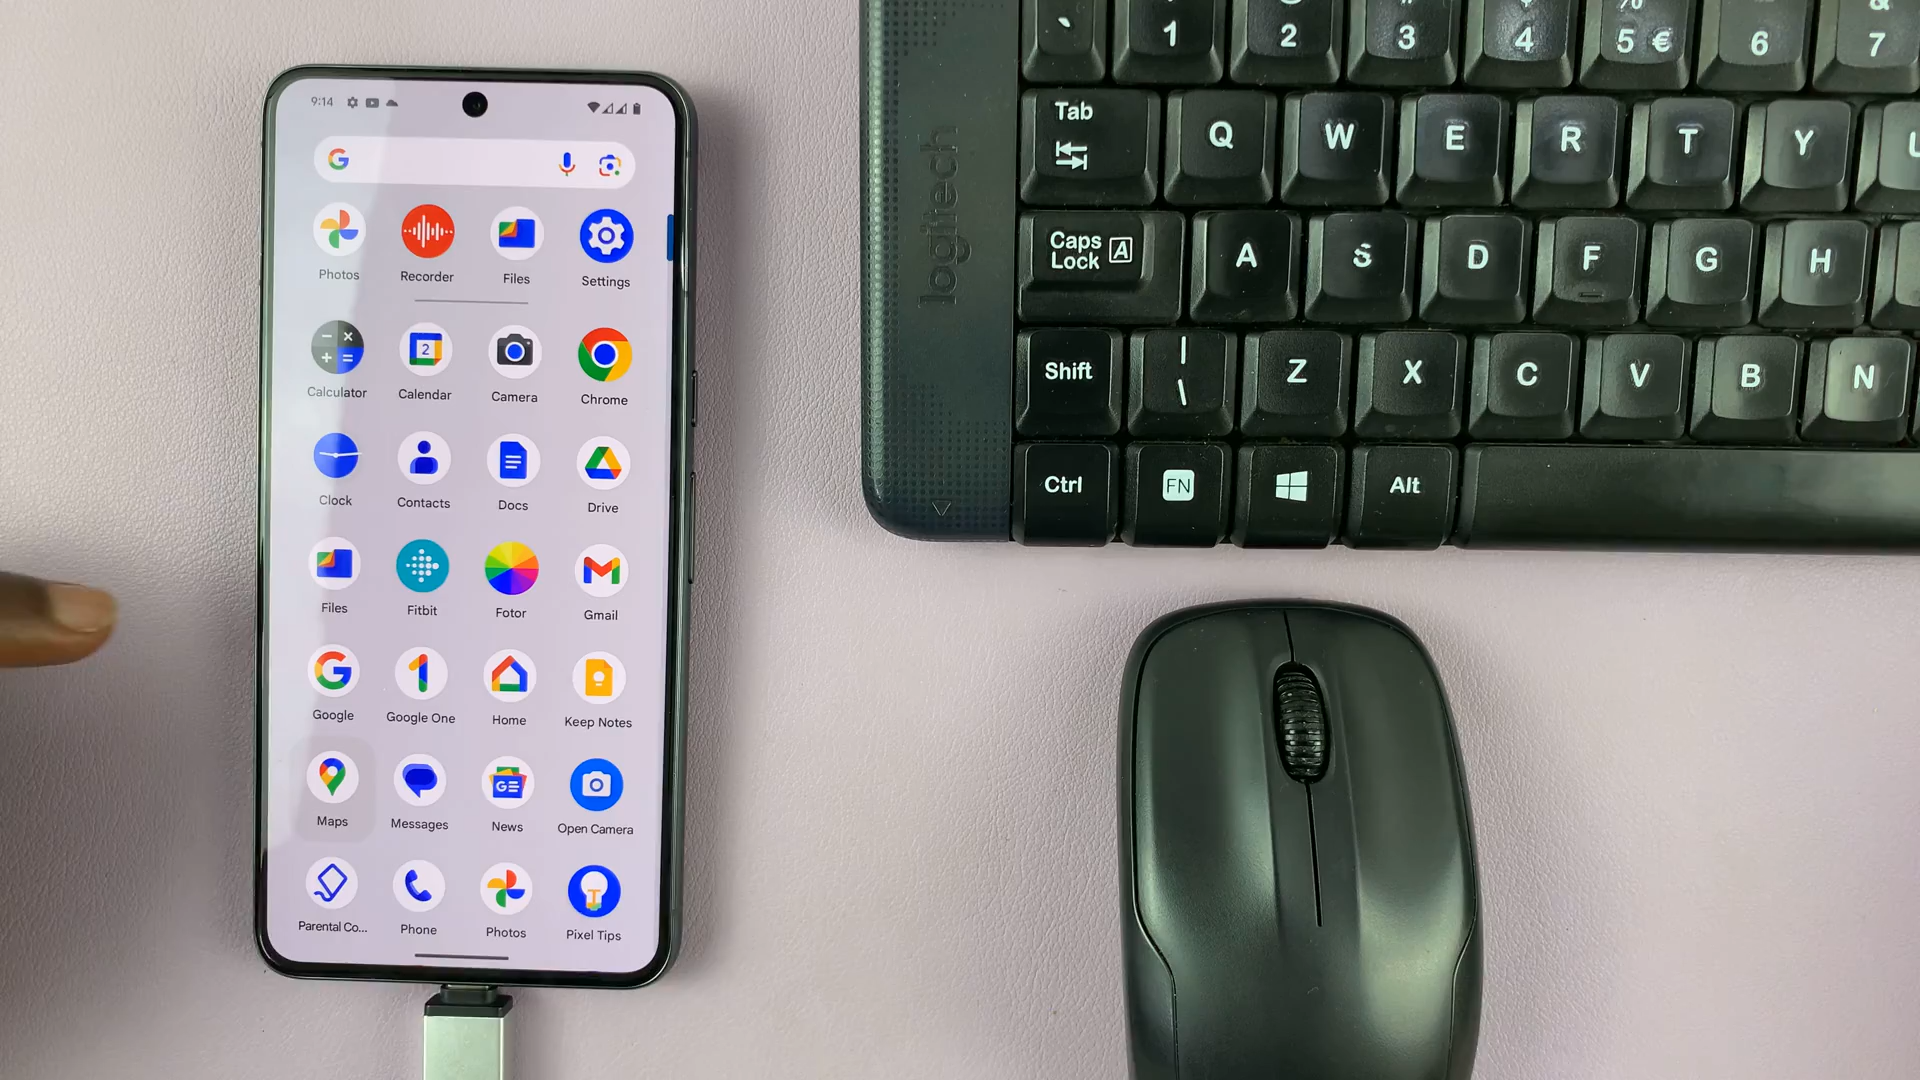 9:14
Photos Recorder Files Settings
Calculator Calendar Camera Chrome
2
Clock Contacts Docs Drive
Files Fitbit Fotor Gmail
Google Google One Home Keep Notes
Maps Messages News Open Camera
GE
Parental Co... Phone Photos Pixel Tips
logitech
` 1 2 3 4 5 € 6 7
Tab Q W E R T Y
Caps Lock A A S D F G H
Shift | \ Z X C V B N
Ctrl FN Alt